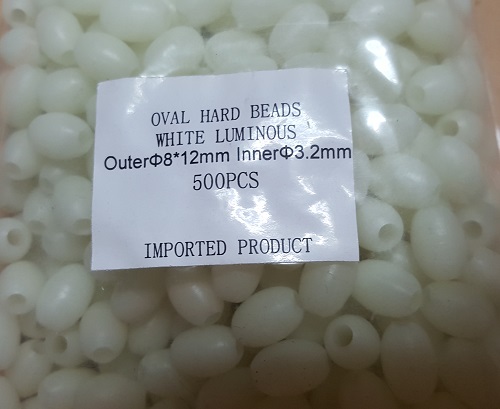 OVAL HARD BEADS
WHITE LUMINOUS
OuterΦ8*12mm InnerΦ3.2mm
500PCS
IMPORTED PRODUCT